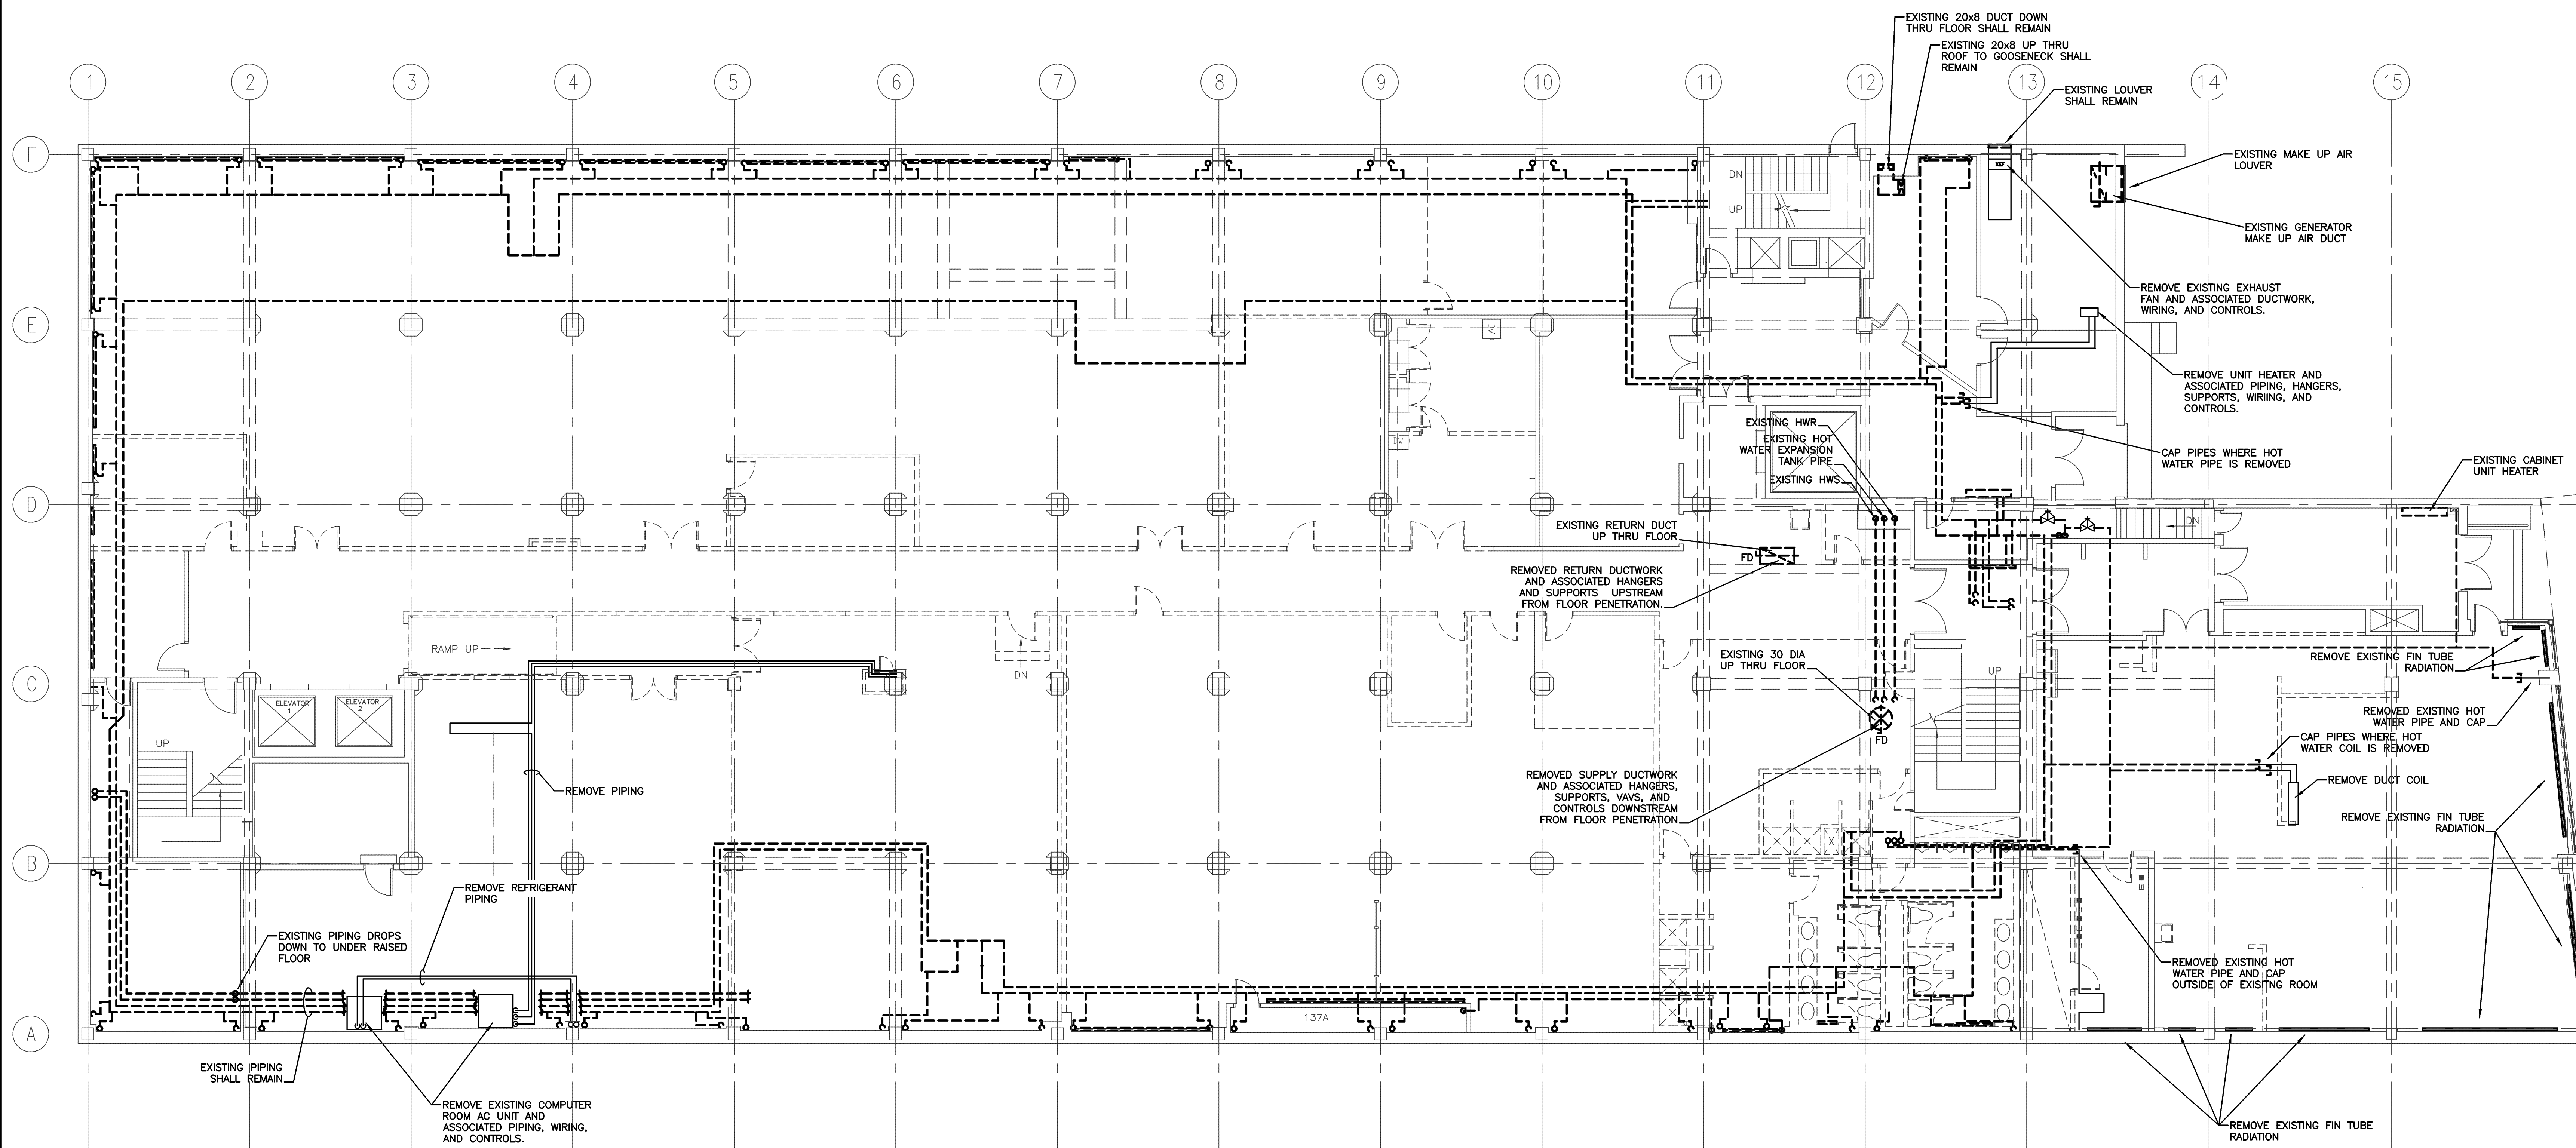 EXISTING 20x8 DUCT DOWN
THRU FLOOR SHALL REMAIN
EXISTING 20x8 UP THRU
ROOF TO GOOSENECK SHALL
REMAIN
1
2
3
4
5
6
7
8
9
10
11
12
13
14
15
EXISTING LOUVER
SHALL REMAIN
F
EXISTING MAKE UP AIR
LOUVER
DN
UP
EXISTING GENERATOR
MAKE UP AIR DUCT
REMOVE EXISTING EXHAUST
FAN AND ASSOCIATED DUCTWORK,
WIRING, AND CONTROLS.
E
REMOVE UNIT HEATER AND
ASSOCIATED PIPING, HANGERS,
SUPPORTS, WIRIING, AND
CONTROLS.
EXISTING HWR
EXISTING HOT
WATER EXPANSION
TANK PIPE
EXISTING HWS
CAP PIPES WHERE HOT
WATER PIPE IS REMOVED
EXISTING CABINET
UNIT HEATER
D
DN
EXISTING RETURN DUCT
UP THRU FLOOR
FD
REMOVED RETURN DUCTWORK
AND ASSOCIATED HANGERS
AND SUPPORTS UPSTREAM
FROM FLOOR PENETRATION.
RAMP UP
DN
EXISTING 30 DIA
UP THRU FLOOR
UP
REMOVE EXISTING FIN TUBE
RADIATION
C
ELEVATOR
1
ELEVATOR
2
REMOVED EXISTING HOT
WATER PIPE AND CAP
UP
FD
CAP PIPES WHERE HOT
WATER COIL IS REMOVED
REMOVE DUCT COIL
REMOVE PIPING
REMOVED SUPPLY DUCTWORK
AND ASSOCIATED HANGERS,
SUPPORTS, VAVS, AND
CONTROLS DOWNSTREAM
FROM FLOOR PENETRATION
REMOVE EXISTING FIN TUBE
RADIATION
B
REMOVE REFRIGERANT
PIPING
EXISTING PIPING DROPS
DOWN TO UNDER RAISED
FLOOR
REMOVED EXISTING HOT
WATER PIPE AND CAP
OUTSIDE OF EXISITNG ROOM
137A
A
EXISTING PIPING
SHALL REMAIN
REMOVE EXISTING COMPUTER
ROOM AC UNIT AND
ASSOCIATED PIPING, WIRING,
AND CONTROLS.
REMOVE EXISTING FIN TUBE
RADIATION